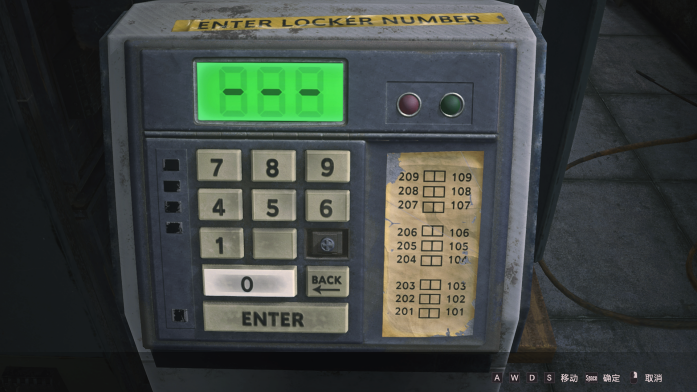 ENTER LOCKER NUMBER
- - -
7 8 9
4 5 6
1
0 BACK
ENTER
209 109
208 108
207 107
206 106
205 105
204 104
203 103
202 102
201 101
A W D S 移动 Space 确定 取消